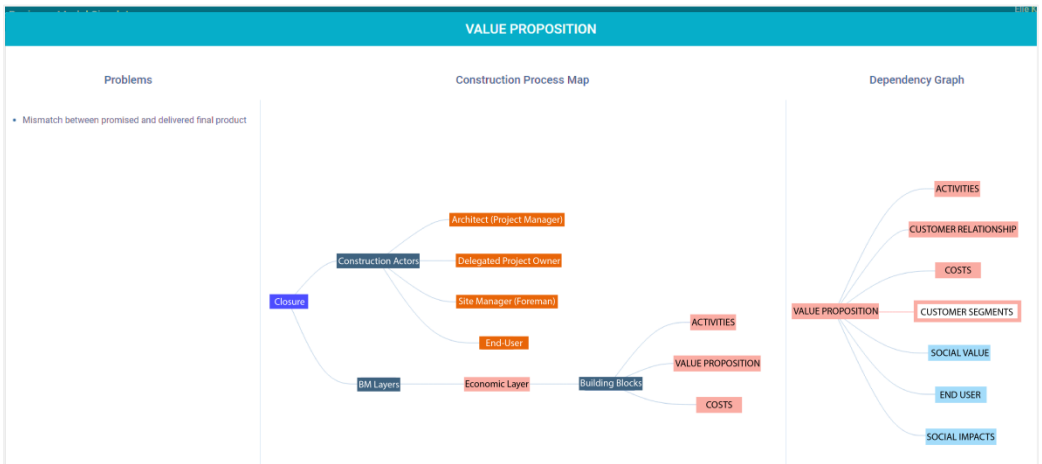 VALUE PROPOSITION
Problems
Construction Process Map
Dependency Graph
• Mismatch between promised and delivered final product
Architect (Project Manager)
Construction Actors
Delegated Project Owner
Closure
Site Manager (Foreman)
End-User
BM Layers
Economic Layer
Building Blocks
ACTIVITIES
VALUE PROPOSITION
COSTS
VALUE PROPOSITION
ACTIVITIES
CUSTOMER RELATIONSHIP
COSTS
CUSTOMER SEGMENTS
SOCIAL VALUE
END USER
SOCIAL IMPACTS